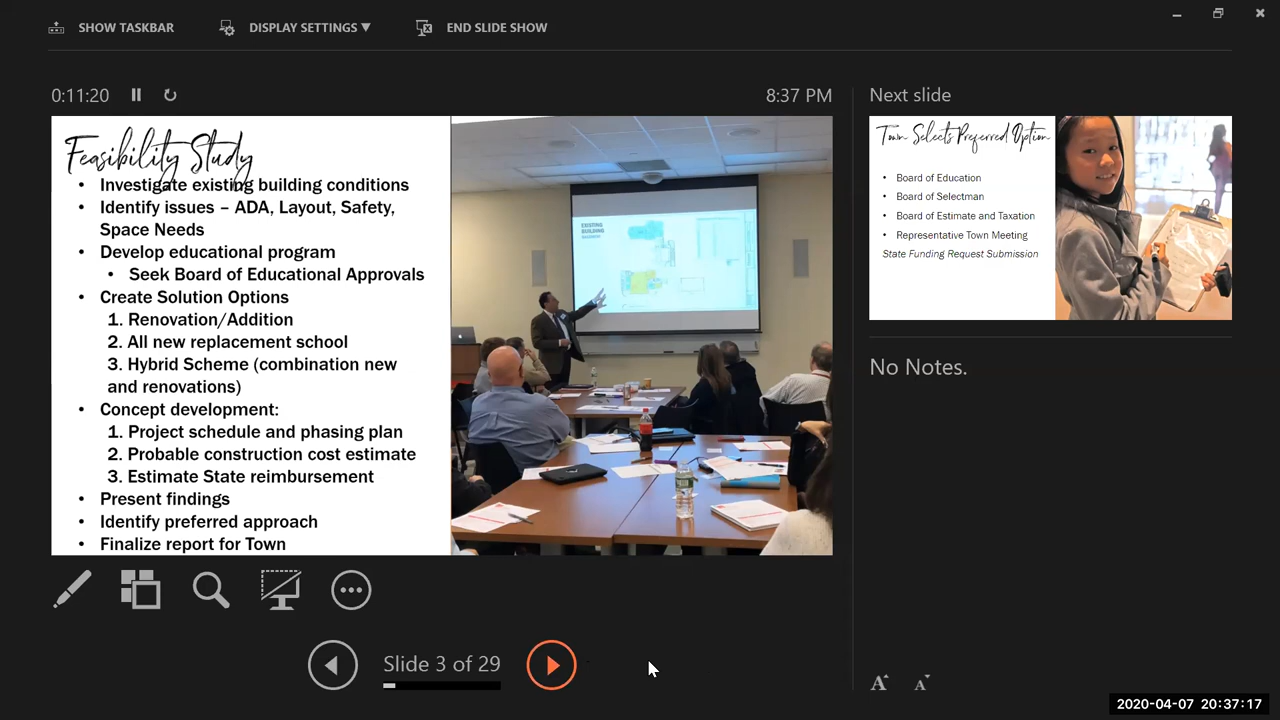 SHOW TASKBAR
DISPLAY SETTINGS ▼
END SLIDE SHOW
0:11:20
8:37 PM
Feasibility Study
• Investigate existing building conditions
• Identify issues – ADA, Layout, Safety,
Space Needs
• Develop educational program
• Seek Board of Educational Approvals
• Create Solution Options
1. Renovation/Addition
2. All new replacement school
3. Hybrid Scheme (combination new
and renovations)
• Concept development:
1. Project schedule and phasing plan
2. Probable construction cost estimate
3. Estimate State reimbursement
• Present findings
• Identify preferred approach
• Finalize report for Town
EXISTING
BUILDING
Slide 3 of 29
Next slide
Town Selects Preferred Option
• Board of Education
• Board of Selectman
• Board of Estimate and Taxation
• Representative Town Meeting
State Funding Request Submission
No Notes.
A A
2020-04-07 20:37:17